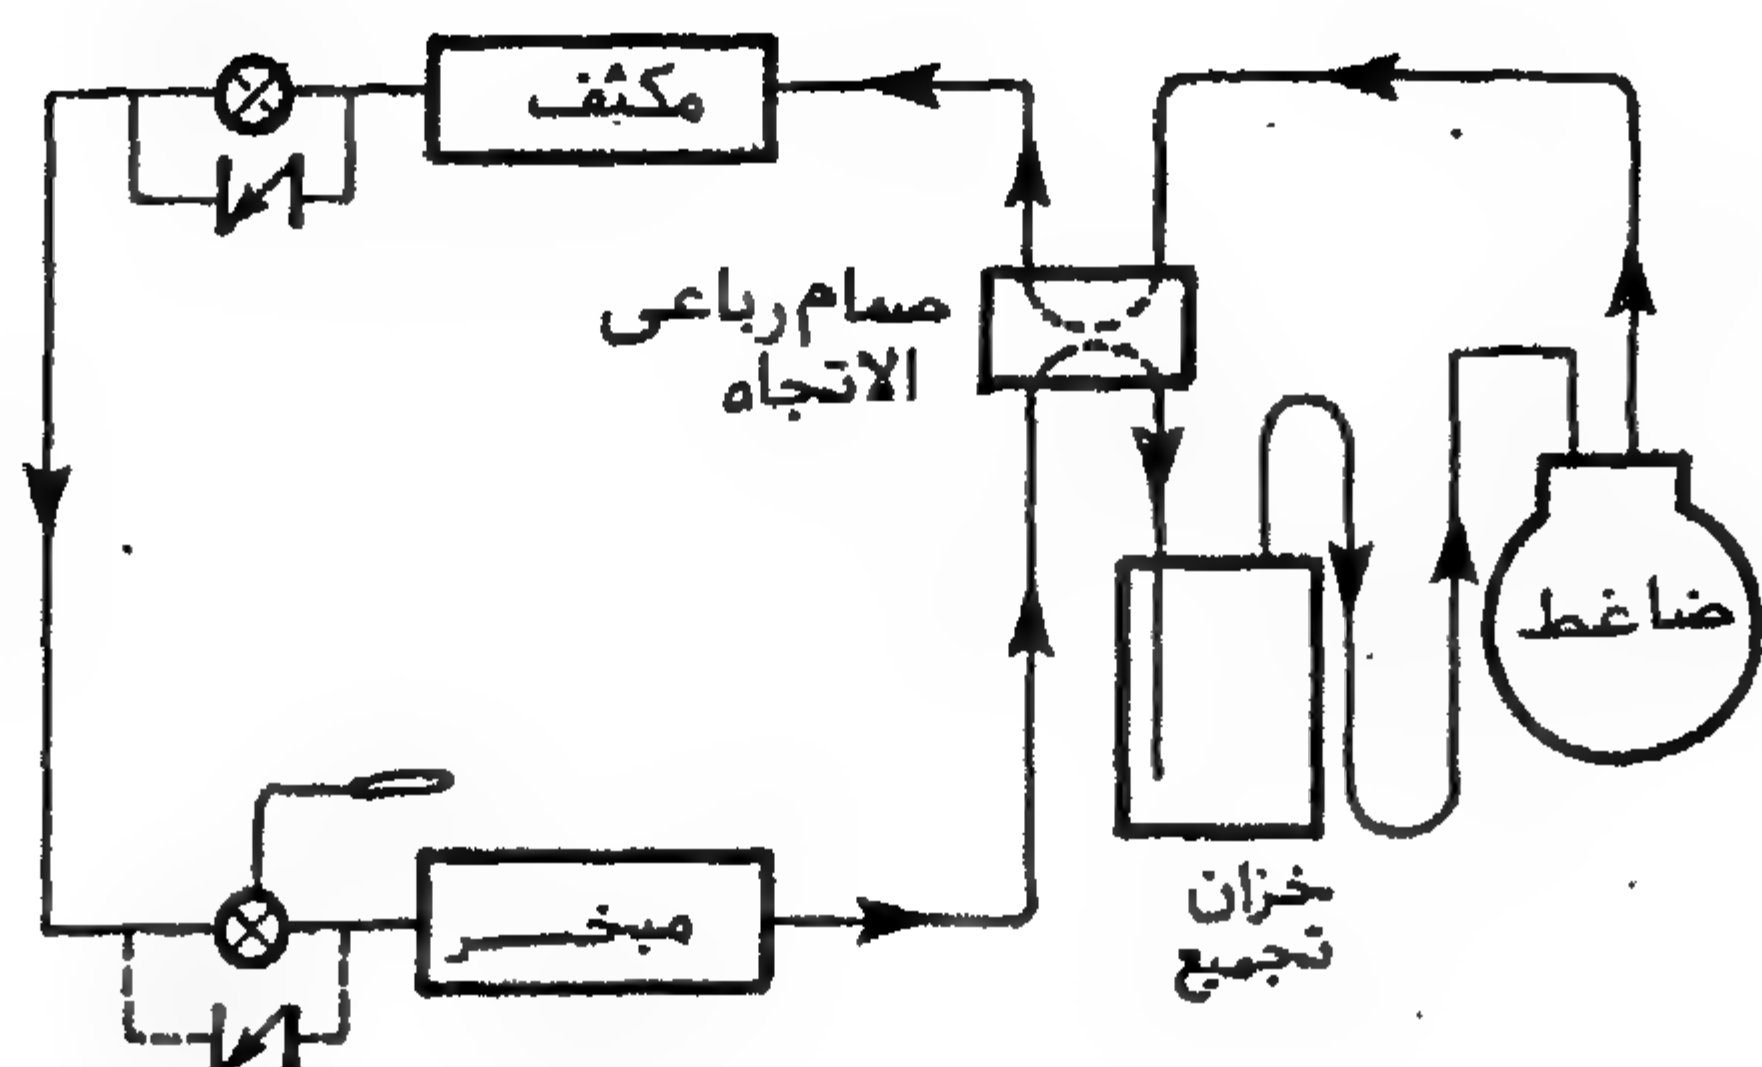 مكثف
صمام رباعى
الاتجاه
ضاغط
خزان
تجميع
مبخر